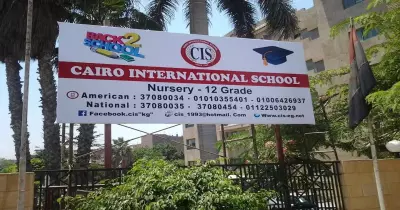 BACK 2
SCHOOL
CIS
CAIRO INTERNATIONAL SCHOOL
Nursery - 12 Grade
American : 37080034 - 01010355401 - 01006426937
National : 37080035 - 37080454 - 01122503029
Facebook.cis"kg" cis_1993@hotmail.Com Www.cis-eg.net